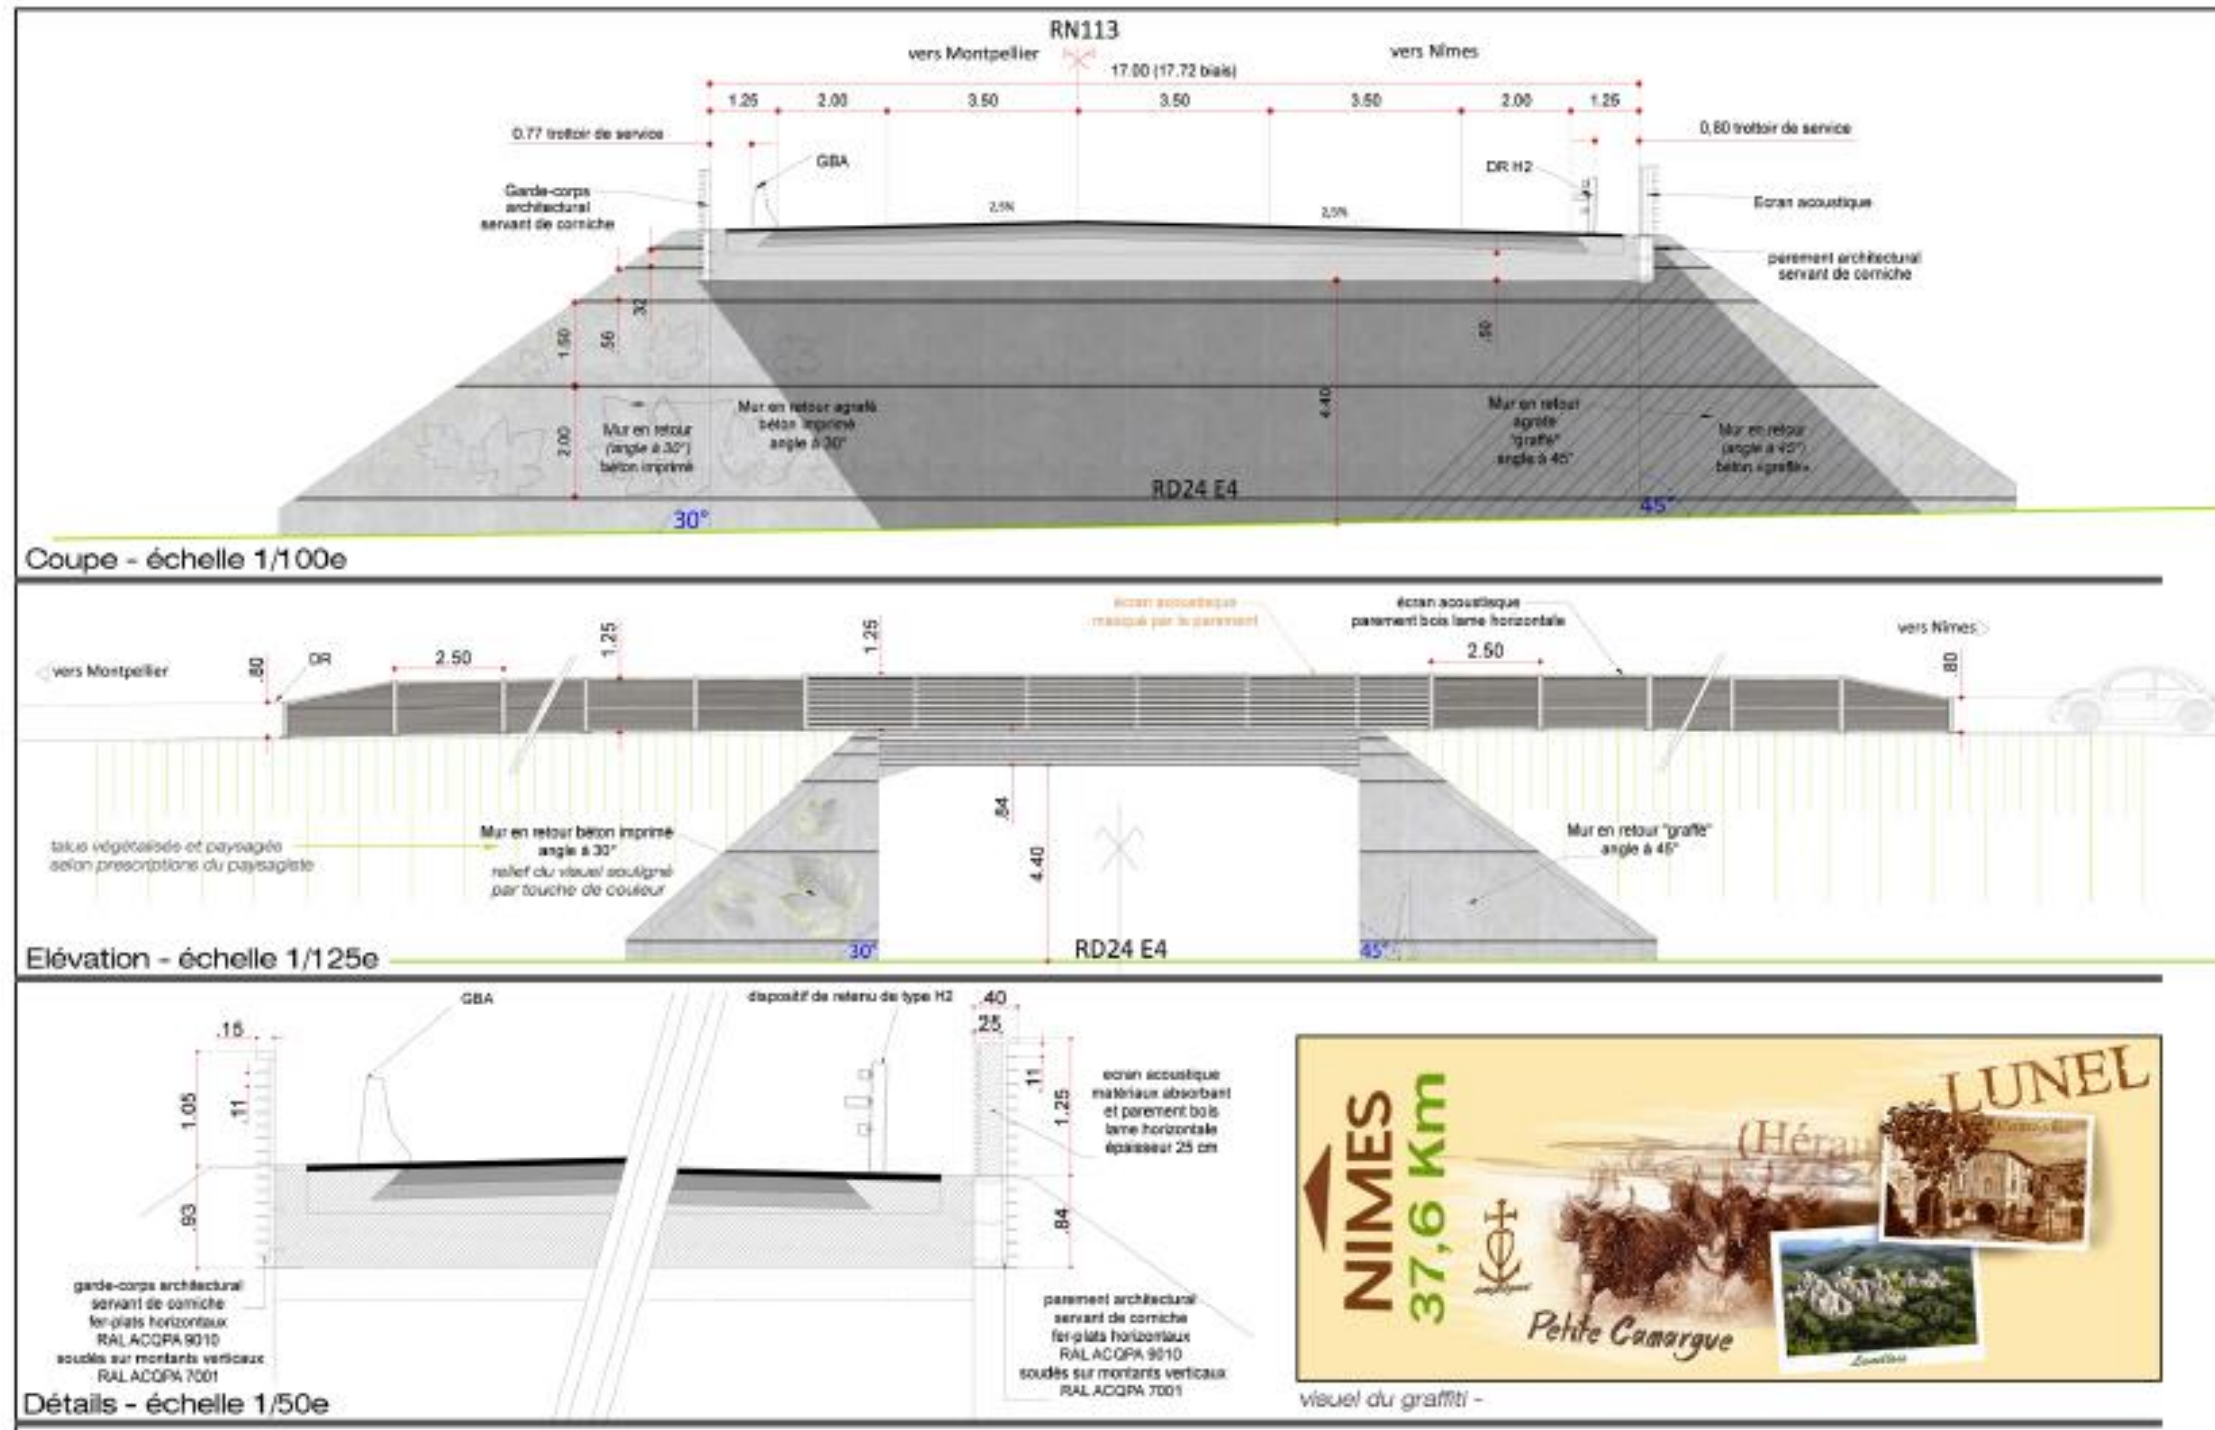 RN113
vers Montpellier
vers Nîmes
17.00 (17.72 biais)
1.25
2.00
3.50
3.50
3.50
2.00
1.25
0.77 trottoir de service
0,80 trottoir de service
GBA
DR H2
Garde-corps
architectural
servant de corniche
2,5%
2,5%
Ecran acoustique
parement architectural
servant de corniche
.32
.56
1.50
.50
4.40
2.00
Mur en retour
(angle à 30°)
béton imprimé
Mur en retour agrafé
béton imprimé
angle à 30°
Mur en retour
agrafé
"graffé"
angle à 45°
Mur en retour
(angle à 45°)
béton «graffé»
RD24 E4
30°
45°
Coupe - échelle 1/100e
écran acoustisque
masqué par le parement
écran acoustisque
parement bois lame horizontale
vers Nîmes
vers Montpellier
.80
DR
2.50
1.25
1.25
2.50
.80
.64
4.40
talus végétalisés et paysagés
selon prescriptions du paysagiste
Mur en retour béton imprimé
angle à 30°
relief du visuel souligné
par touche de couleur
Mur en retour "graffé"
angle à 45°
30°
RD24 E4
45°
Elévation - échelle 1/125e
GBA
dispositif de retenu de type H2
.40
.25
.15
1.05
.11
.93
.11
1.25
.84
ecran acoustique
matériaux absorbant
et parement bois
lame horizontale
épaisseur 25 cm
garde-corps architectural
servant de corniche
fer-plats horizontaux
RAL ACQPA 9010
soudés sur montants verticaux
RAL ACQPA 7001
parement architectural
servant de corniche
fer-plats horizontaux
RAL ACQPA 9010
soudés sur montants verticaux
RAL ACQPA 7001
Détails - échelle 1/50e
NIMES
37,6 Km
LUNEL
(Hérau
Petite Camargue
visuel du graffiti -